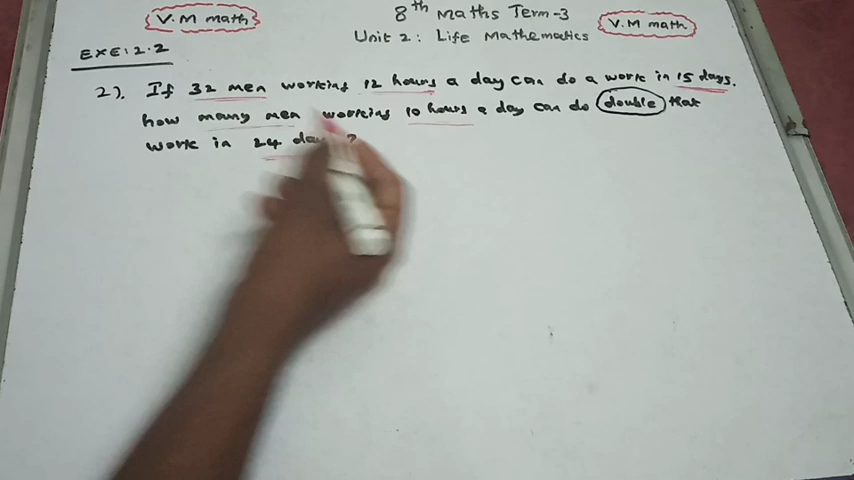 V.M math
8th Maths Term-3
V.M math
Unit 2: Life Mathematics
EXE: 2.2
2). If 32 men working 12 hours a day can do a work in 15 days.
how many men working 10 hours a day can do double that
work in 24 ?